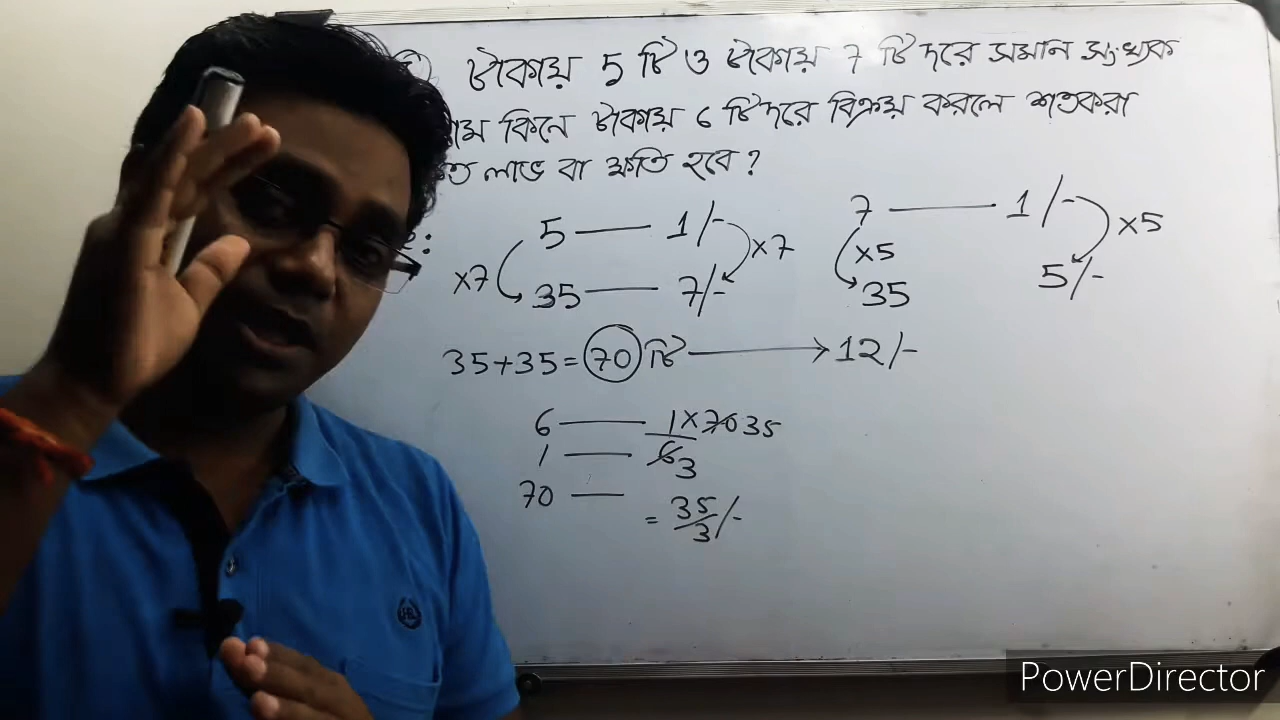 টাকায় 5 টি ও টাকায় 7 টি দরে সমান সংখ্যক
কিনে টাকায় 6 টি দরে বিক্রয় করলে শতকরা
লাভ বা ক্ষতি হবে ?
5 — 1/- ×7
×7 35 — 7/-
7 — 1/- ×5
×5 35 5/-
35+35= 70 টি → 12/-
6 — 1×70 35
1 — 6 3
70 —
= 35/3 /-
PowerDirector